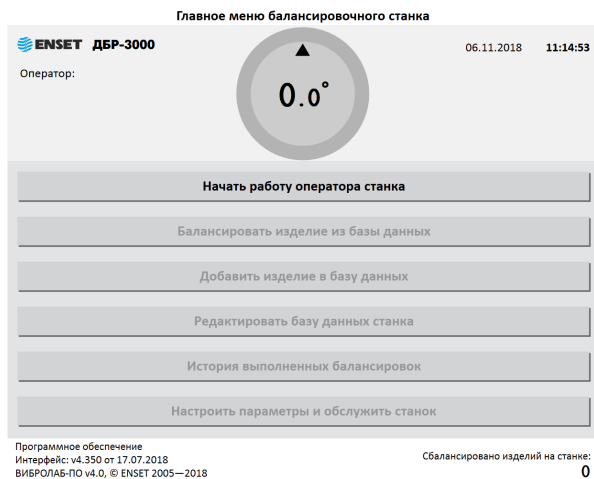 Главное меню балансировочного станка
ENSET ДБР-3000
06.11.2018 11:14:53
Оператор:
0.0°
Начать работу оператора станка
Балансировать изделие из базы данных
Добавить изделие в базу данных
Редактировать базу данных станка
История выполненных балансировок
Настроить параметры и обслужить станок
Программное обеспечение
Интерфейс: v4.350 от 17.07.2018
ВИБРОЛАБ-ПО v4.0, © ENSET 2005—2018
Сбалансировано изделий на станке:
0